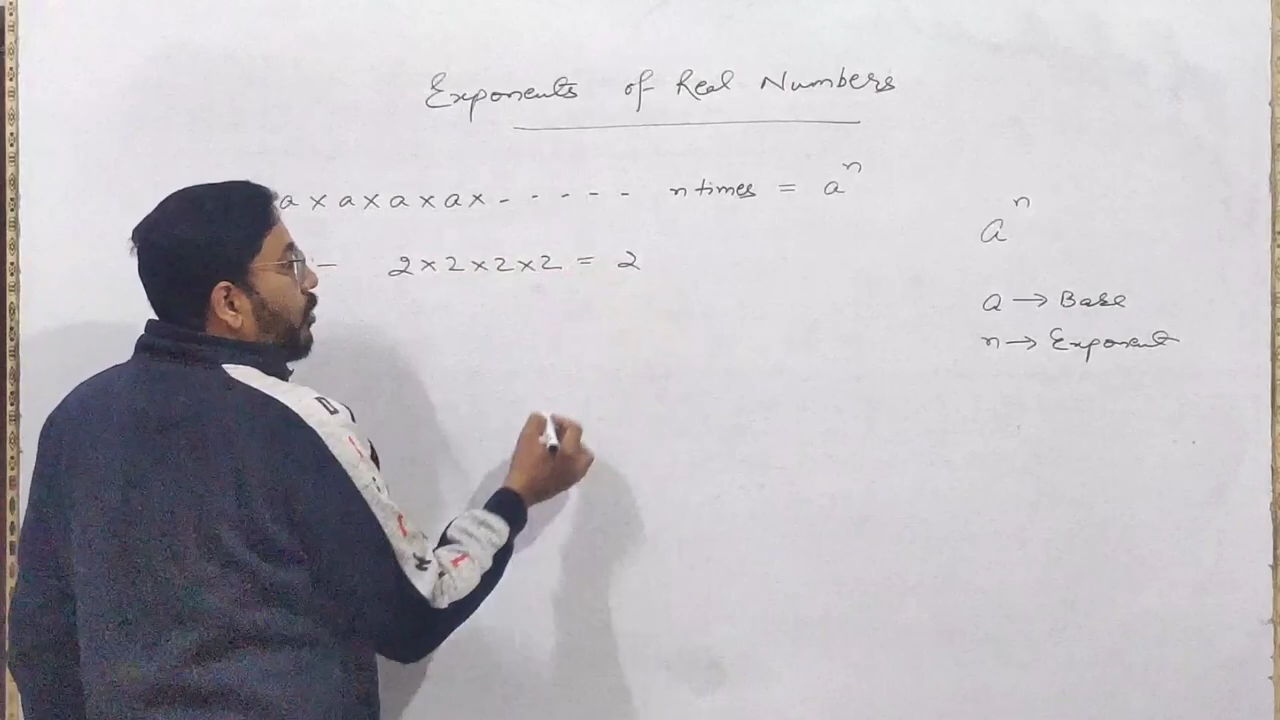 Exponents of Real Numbers
a × a × a × a × - - - - - n times = aⁿ
- 2 × 2 × 2 × 2 = 2
aⁿ
a → Base
n → Exponent